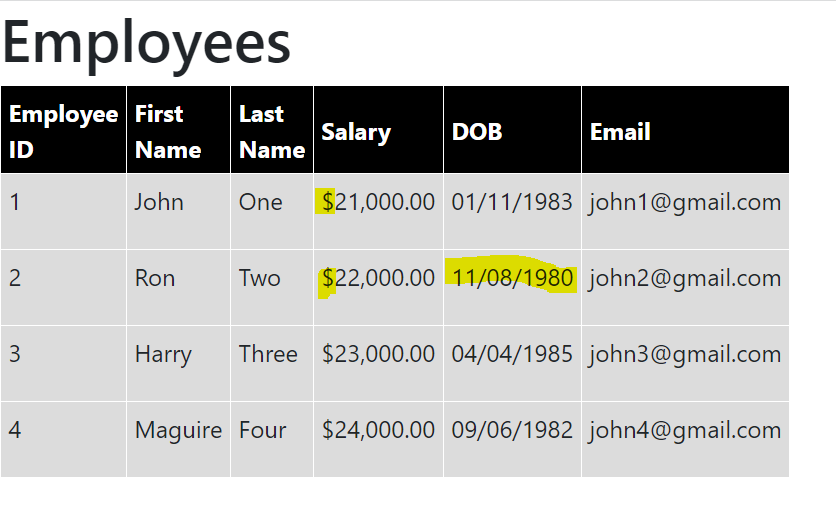 Employees
Employee ID First Name Last Name Salary DOB Email
1 John One $21,000.00 01/11/1983 john1@gmail.com
2 Ron Two $22,000.00 11/08/1980 john2@gmail.com
3 Harry Three $23,000.00 04/04/1985 john3@gmail.com
4 Maguire Four $24,000.00 09/06/1982 john4@gmail.com